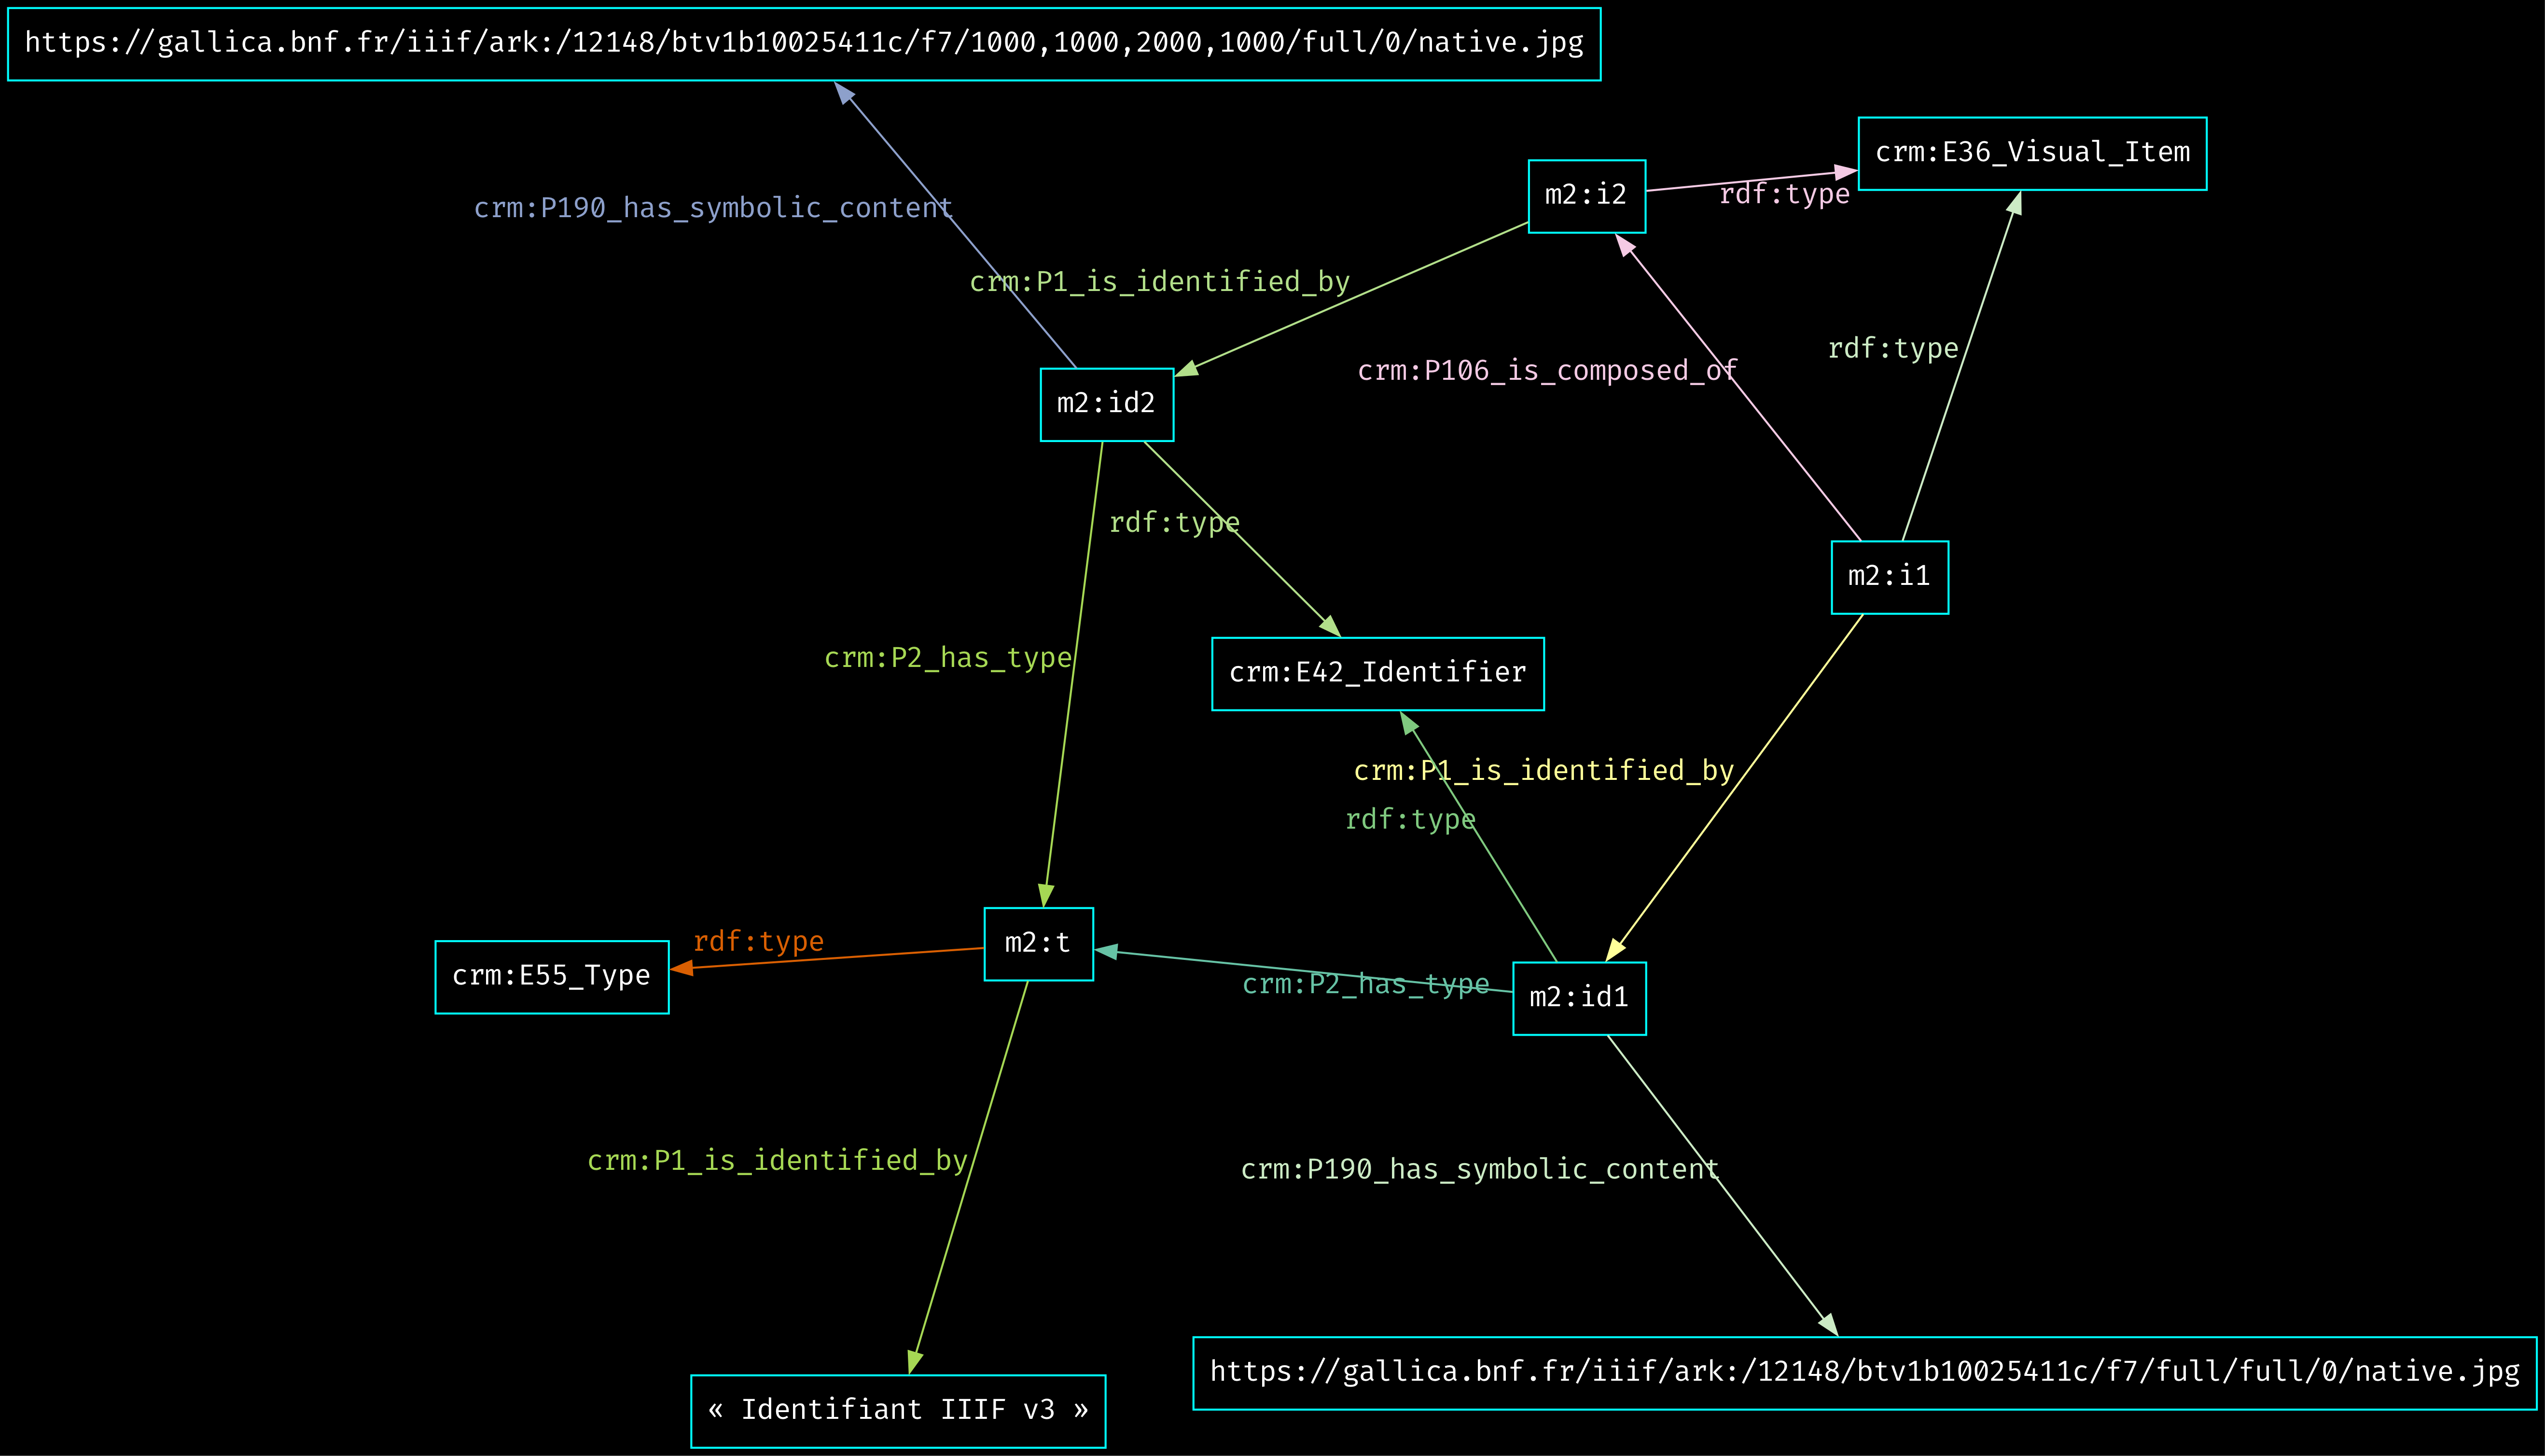 https://gallica.bnf.fr/iiif/ark:/12148/btv1b10025411c/f7/1000,1000,2000,1000/full/0/native.jpg
crm:E36_Visual_Item
m2:i2
rdf:type
crm:P190_has_symbolic_content
crm:P1_is_identified_by
rdf:type
crm:P106_is_composed_of
m2:id2
rdf:type
m2:i1
crm:P2_has_type
crm:E42_Identifier
crm:P1_is_identified_by
rdf:type
rdf:type
m2:t
crm:E55_Type
crm:P2_has_type
m2:id1
crm:P1_is_identified_by
crm:P190_has_symbolic_content
https://gallica.bnf.fr/iiif/ark:/12148/btv1b10025411c/f7/full/full/0/native.jpg
« Identifiant IIIF v3 »